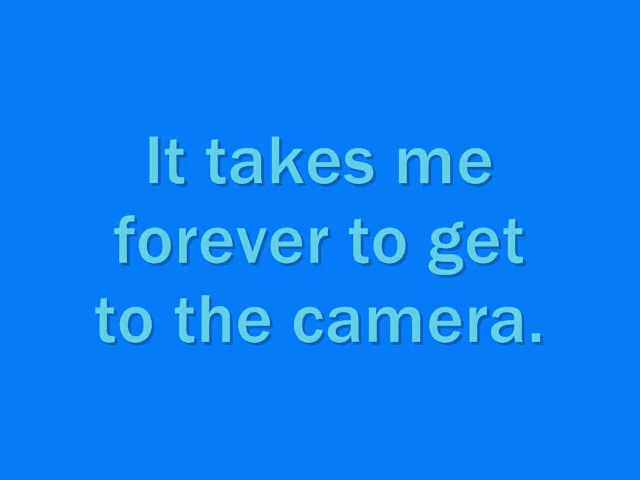 It takes me
forever to get
to the camera.